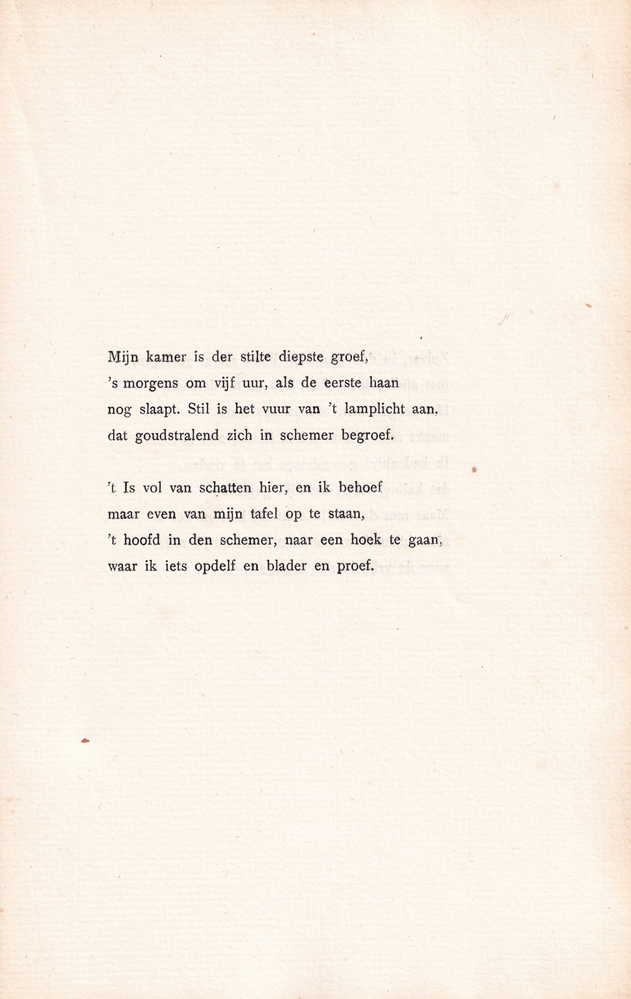 Mijn kamer is der stilte diepste groef,
’s morgens om vijf uur, als de eerste haan
nog slaapt. Stil is het vuur van ’t lamplicht aan,
dat goudstralend zich in schemer begroef.
’t Is vol van schatten hier, en ik behoef
maar even van mijn tafel op te staan,
’t hoofd in den schemer, naar een hoek te gaan,
waar ik iets opdelf en blader en proef.